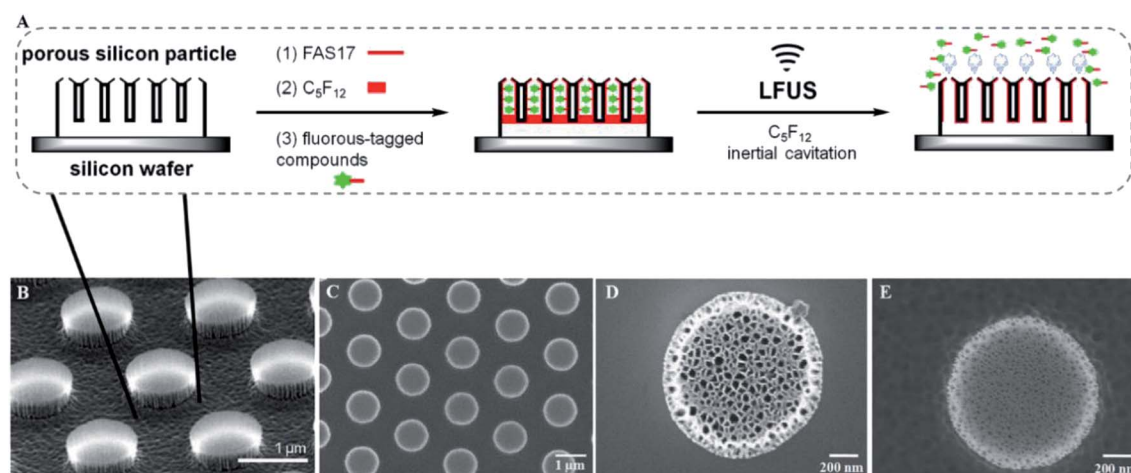 A
porous silicon particle
silicon wafer
(1) FAS17
(2) C₅F₁₂
(3) fluorous-tagged
compounds
LFUS
C₅F₁₂
inertial cavitation
B
1 µm
C
1 µm
D
200 nm
E
200 nm